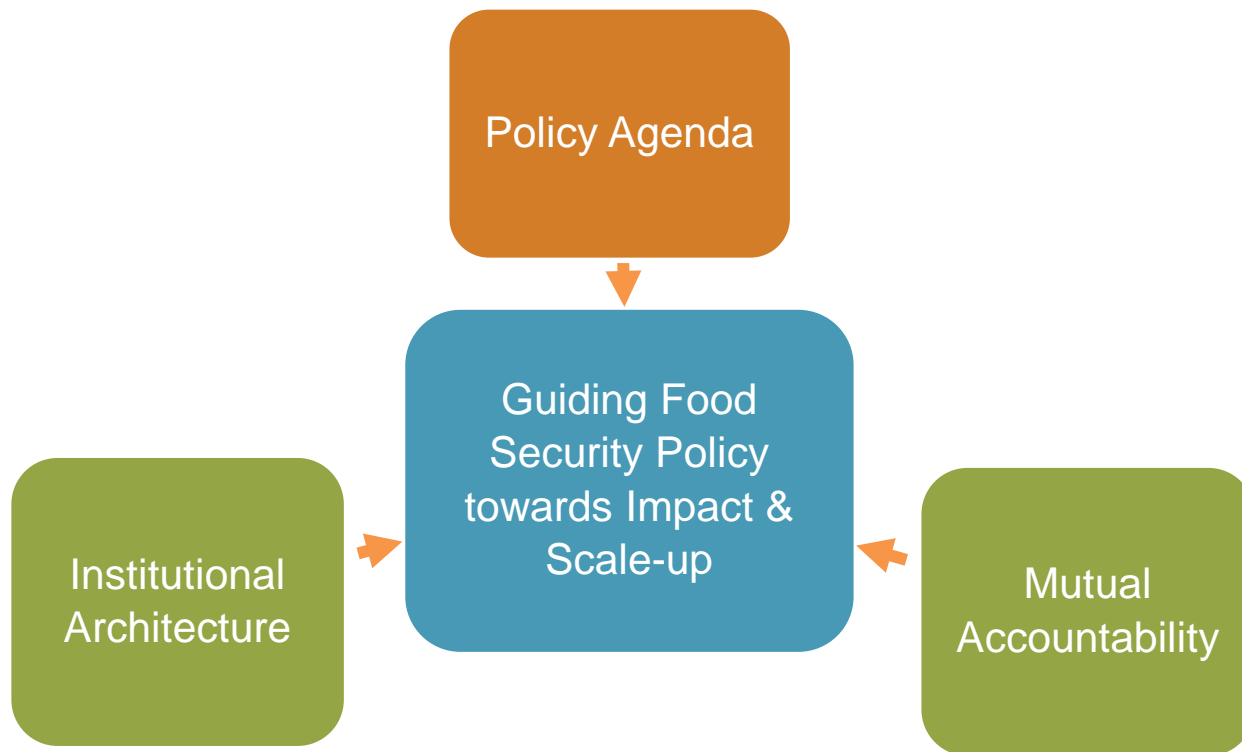 Policy Agenda
Guiding Food
Security Policy
towards Impact &
Scale-up
Institutional
Architecture
Mutual
Accountability